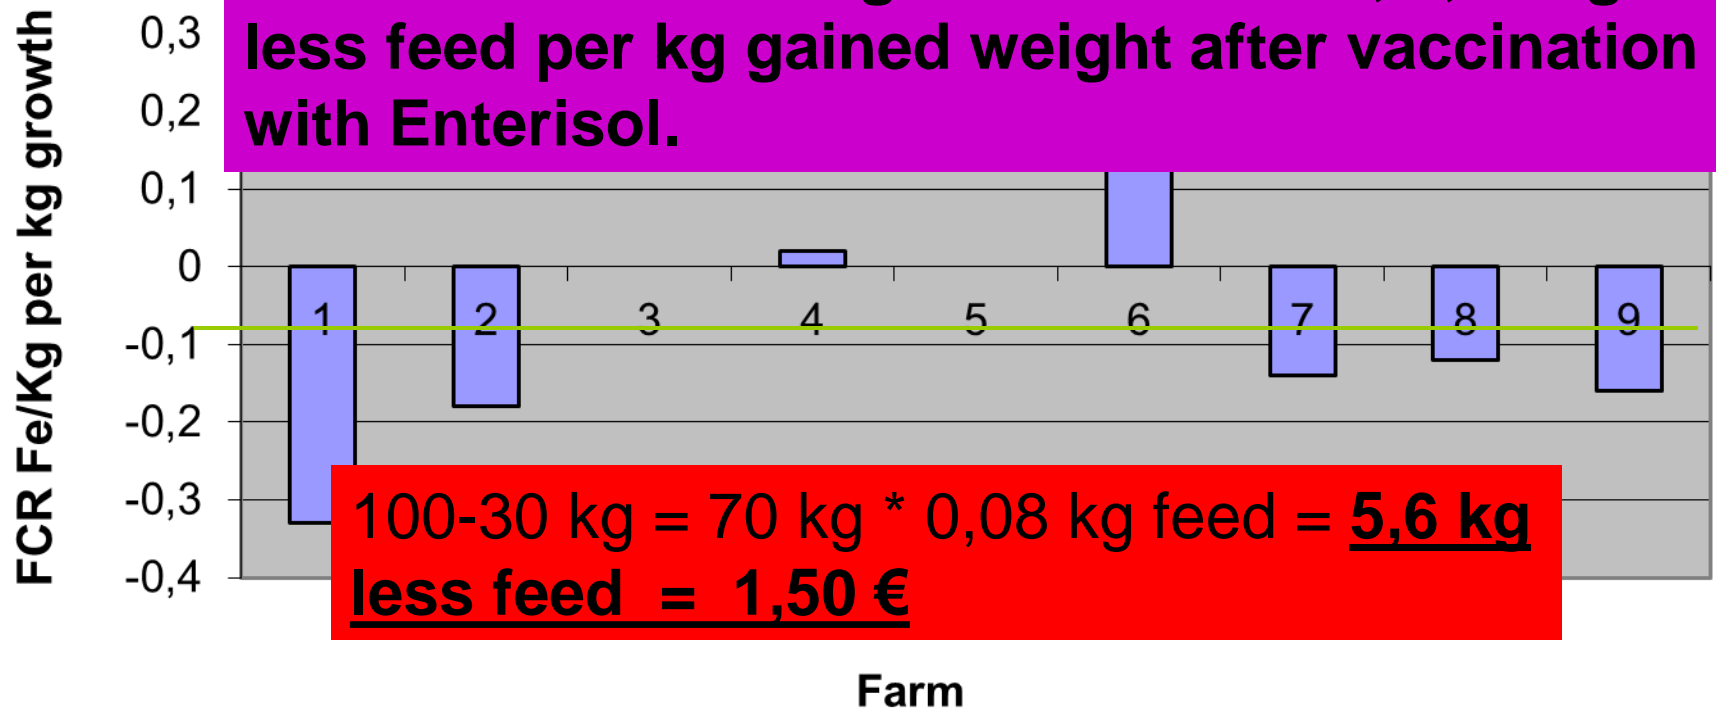 less feed per kg gained weight after vaccination
with Enterisol.
FCR Fe/Kg per kg growth
0,3
0,2
0,1
0
-0,1
-0,2
-0,3
-0,4
1 2 3 4 5 6 7 8 9
100-30 kg = 70 kg * 0,08 kg feed = 5,6 kg
less feed = 1,50 €
Farm